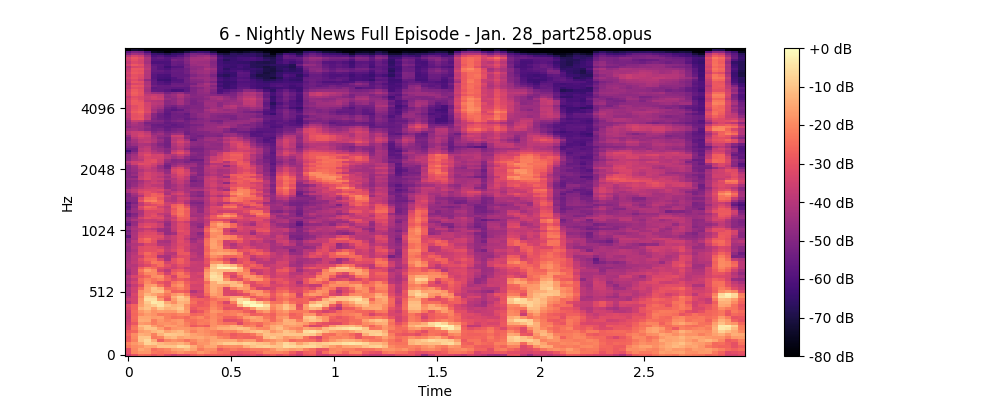 6 - Nightly News Full Episode - Jan. 28_part258.opus
Hz
4096
2048
1024
512
0
0 0.5 1 1.5 2 2.5
Time
+0 dB
-10 dB
-20 dB
-30 dB
-40 dB
-50 dB
-60 dB
-70 dB
-80 dB